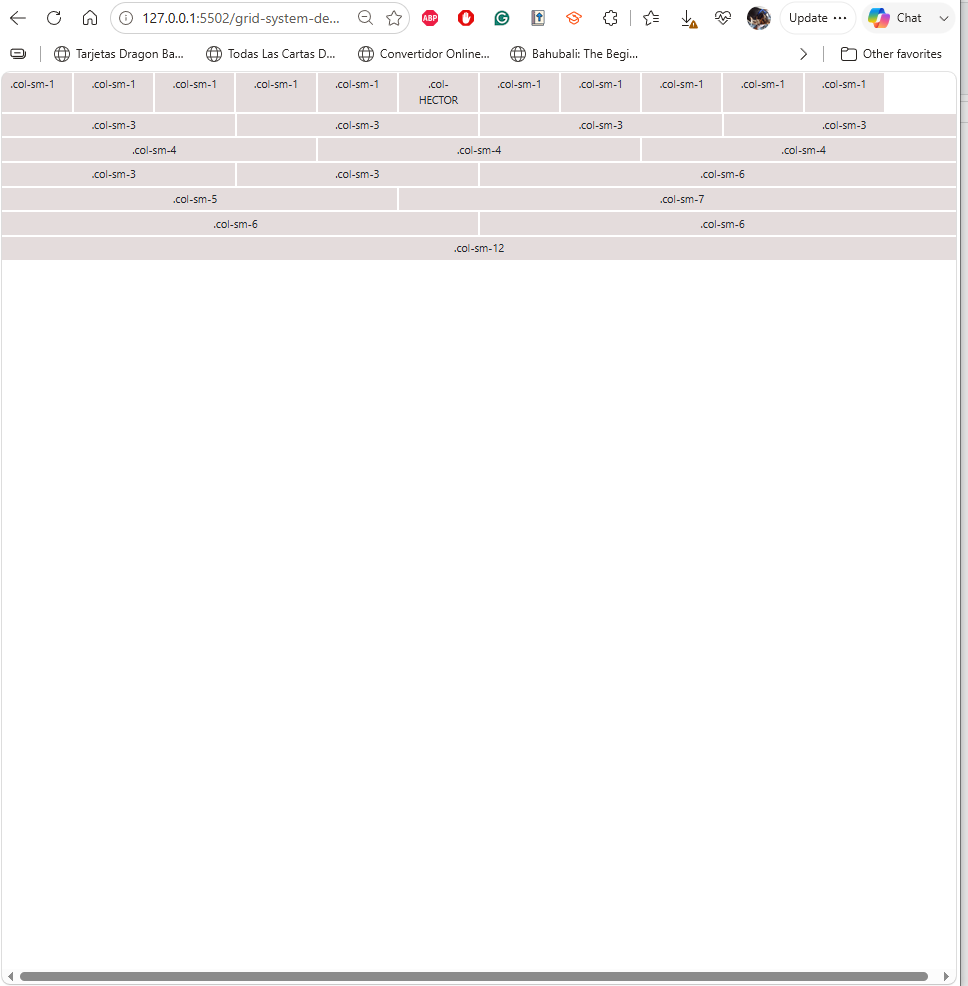 127.0.0.1:5502/grid-system-de...
ABP
Update
Chat
Tarjetas Dragon Ba...
Todas Las Cartas D...
Convertidor Online...
Bahubali: The Begi...
Other favorites
.col-sm-1 .col-sm-1 .col-sm-1 .col-sm-1 .col-sm-1 .col-HECTOR .col-sm-1 .col-sm-1 .col-sm-1 .col-sm-1 .col-sm-1
.col-sm-3 .col-sm-3 .col-sm-3 .col-sm-3
.col-sm-4 .col-sm-4 .col-sm-4
.col-sm-3 .col-sm-3 .col-sm-6
.col-sm-5 .col-sm-7
.col-sm-6 .col-sm-6
.col-sm-12